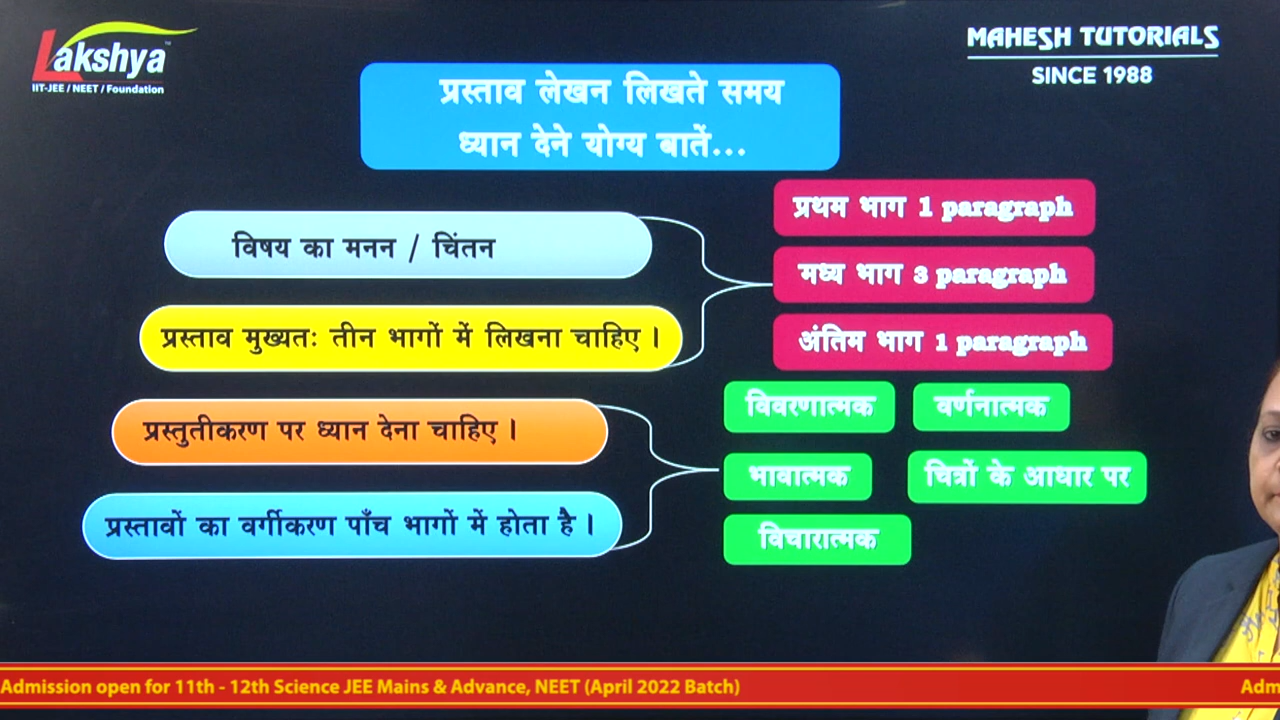 Lakshya
IIT-JEE / NEET / Foundation
MAHESH TUTORIALS
SINCE 1988
प्रस्ताव लेखन लिखते समय
ध्यान देने योग्य बातें...
विषय का मनन / चिंतन
प्रस्ताव मुख्यतः तीन भागों में लिखना चाहिए ।
प्रथम भाग 1 paragraph
मध्य भाग 3 paragraph
अंतिम भाग 1 paragraph
प्रस्तुतीकरण पर ध्यान देना चाहिए ।
प्रस्तावों का वर्गीकरण पाँच भागों में होता है ।
विवरणात्मक
वर्णनात्मक
भावात्मक
चित्रों के आधार पर
विचारात्मक
Admission open for 11th - 12th Science JEE Mains & Advance, NEET (April 2022 Batch)
Adm